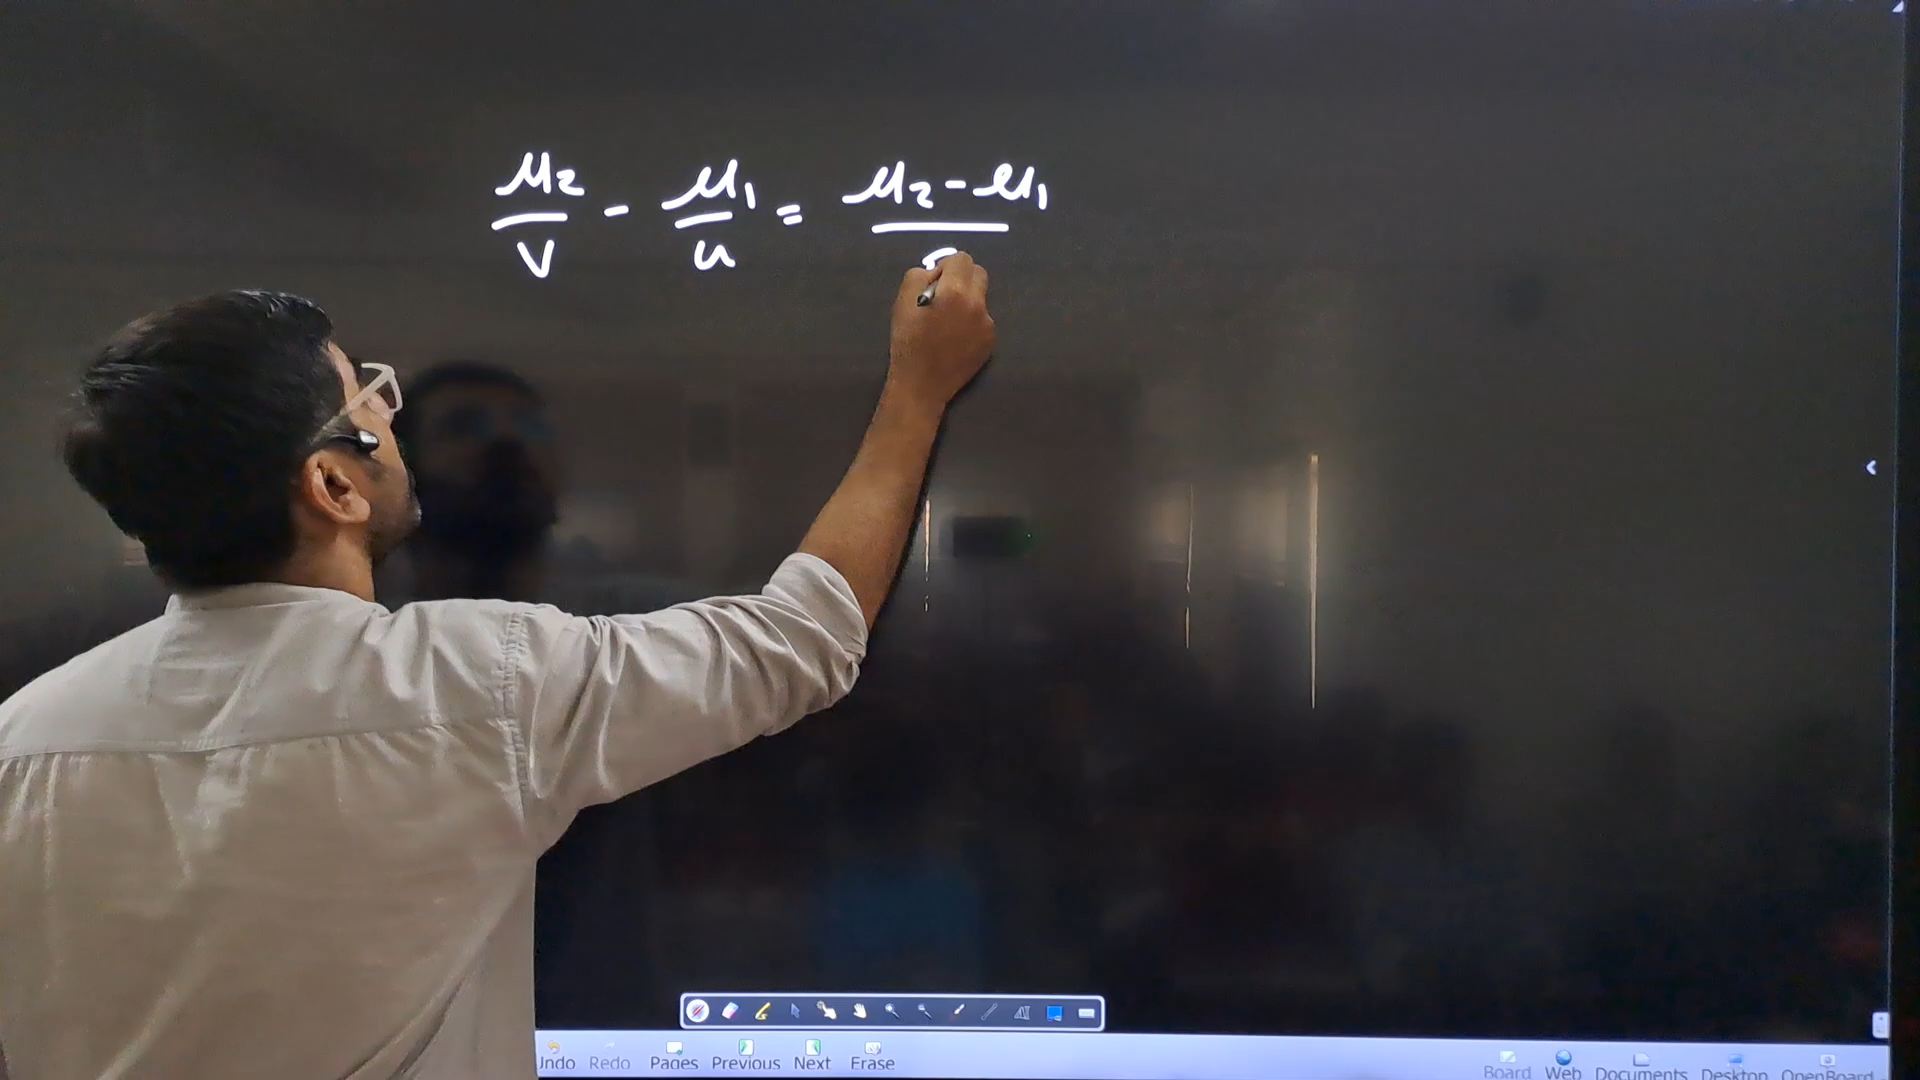 μ₂/v - μ₁/u = μ₂-μ₁/
Undo Redo Pages Previous Next Erase Board Web Documents Desktop OpenBoard